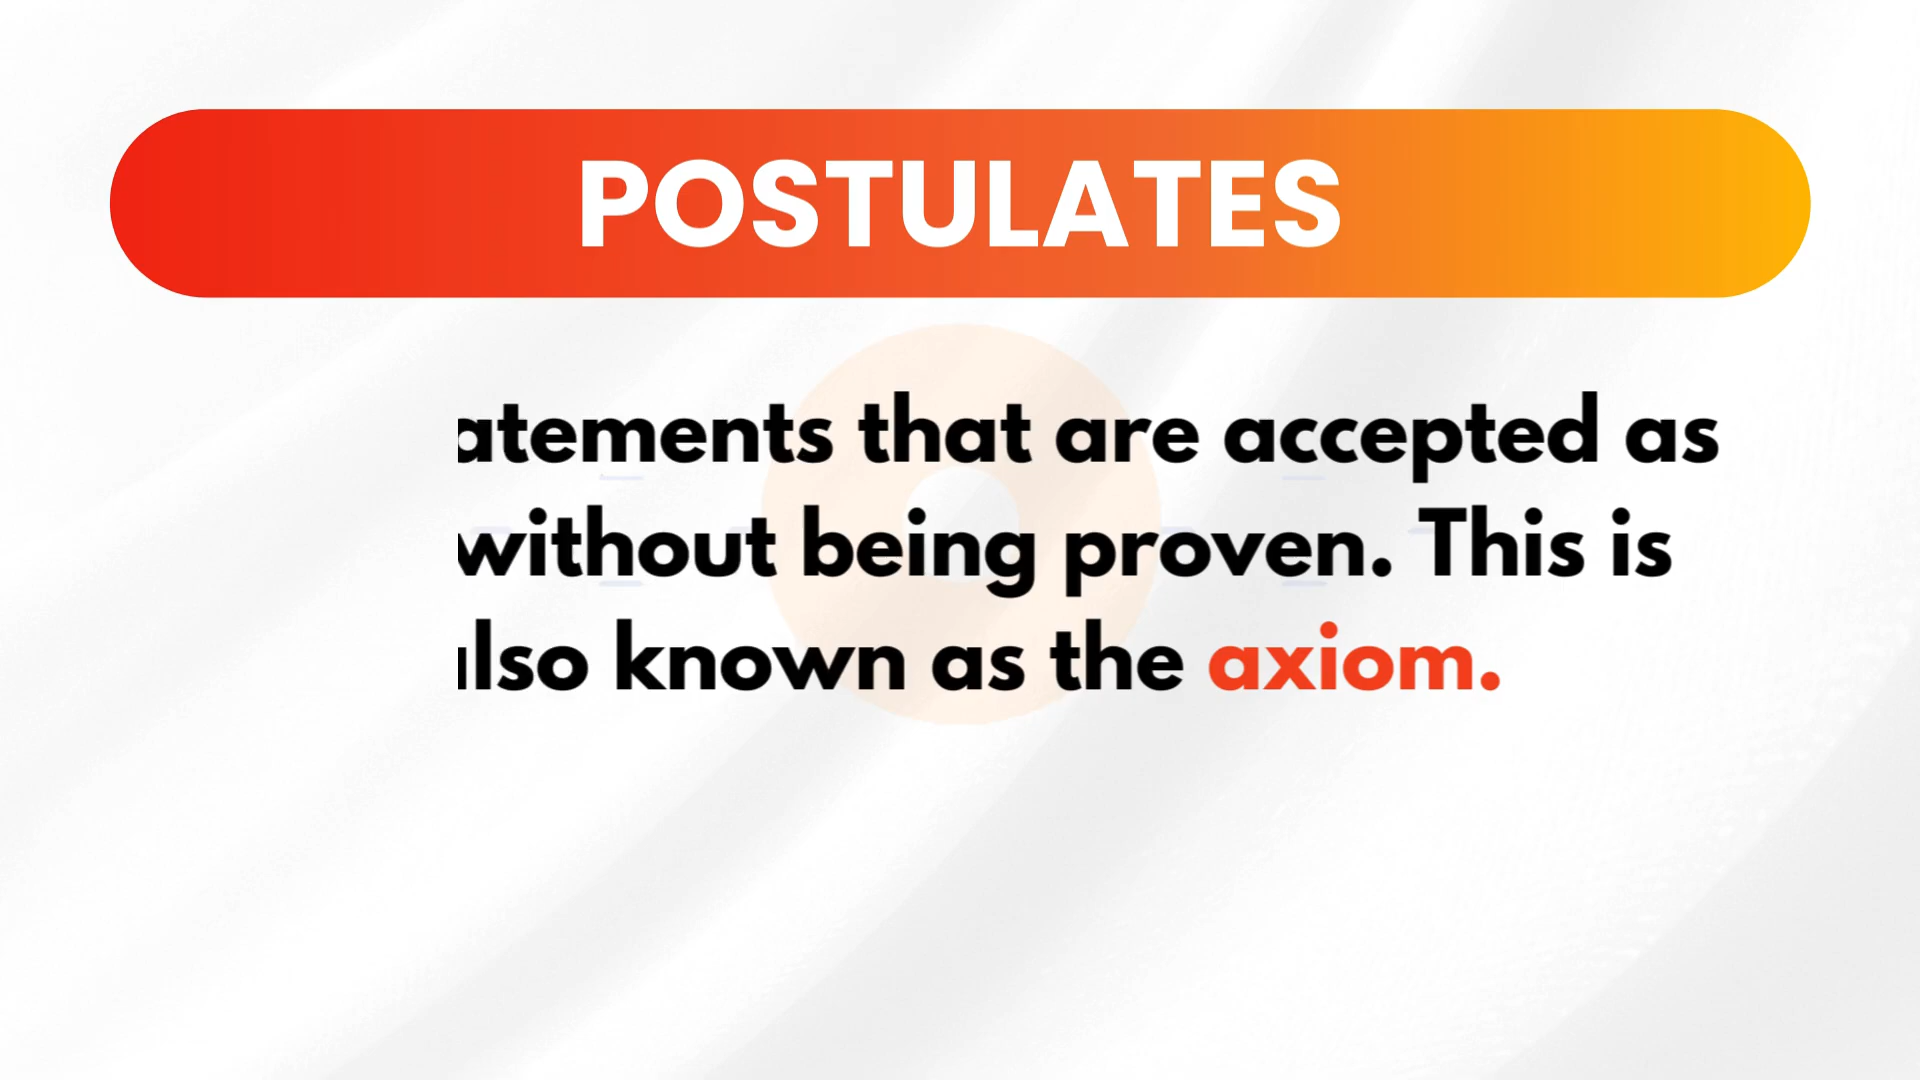 POSTULATES
atements that are accepted as
without being proven. This is
lso known as the axiom.